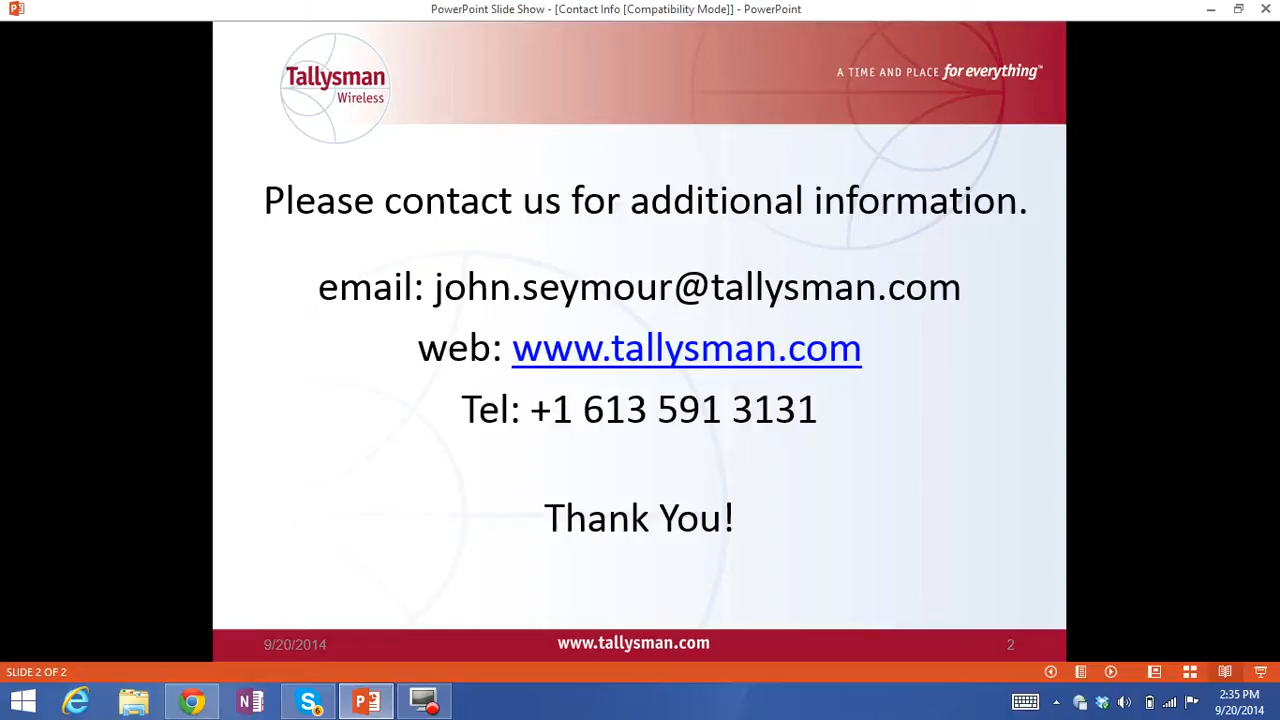 PowerPoint Slide Show - [Contact Info [Compatibility Mode]] - PowerPoint
Tallysman
Wireless
A TIME AND PLACE for everything™
Please contact us for additional information.
email: john.seymour@tallysman.com
web: www.tallysman.com
Tel: +1 613 591 3131
Thank You!
9/20/2014
www.tallysman.com
2
SLIDE 2 OF 2
2:35 PM
9/20/2014